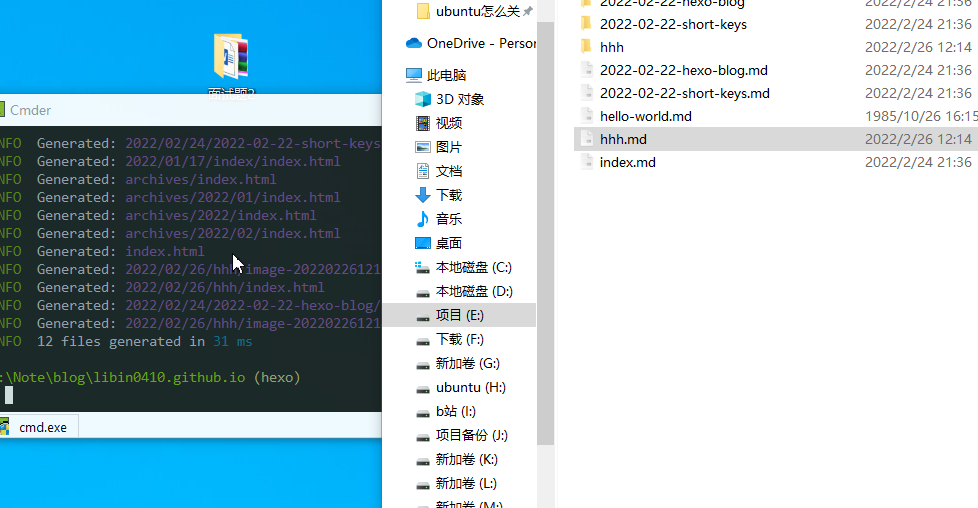 面试题2
Cmder
NFO Generated: 2022/02/24/2022-02-22-short-keys
NFO Generated: 2022/01/17/index/index.html
NFO Generated: archives/index.html
NFO Generated: archives/2022/01/index.html
NFO Generated: archives/2022/index.html
NFO Generated: archives/2022/02/index.html
NFO Generated: index.html
NFO Generated: 2022/02/26/hhh/image-20220226121
NFO Generated: 2022/02/26/hhh/index.html
NFO Generated: 2022/02/24/2022-02-22-hexo-blog/
NFO Generated: 2022/02/26/hhh/image-20220226121
NFO 12 files generated in 31 ms
:\Note\blog\libin0410.github.io (hexo)
cmd.exe
ubuntu怎么关
OneDrive - Person
此电脑
3D 对象
视频
图片
文档
下载
音乐
桌面
本地磁盘 (C:)
本地磁盘 (D:)
项目 (E:)
下载 (F:)
新加卷 (G:)
ubuntu (H:)
b站 (I:)
项目备份 (J:)
新加卷 (K:)
新加卷 (L:)
新加卷 (M:)
2022-02-22-hexo-blog 2022/2/24 21:36
2022-02-22-short-keys 2022/2/24 21:36
hhh 2022/2/26 12:14
2022-02-22-hexo-blog.md 2022/2/24 21:36
2022-02-22-short-keys.md 2022/2/24 21:36
hello-world.md 1985/10/26 16:15
hhh.md 2022/2/26 12:14
index.md 2022/2/24 21:36